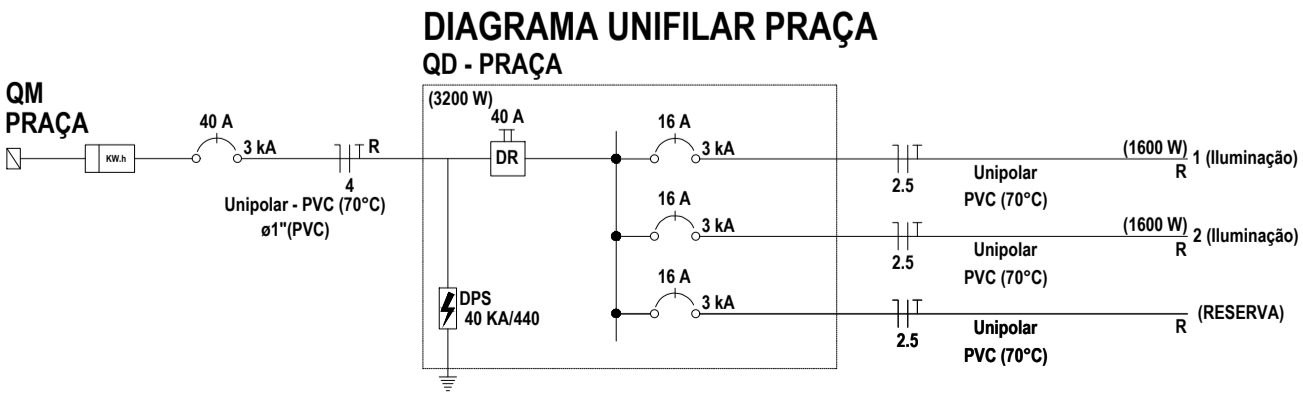 DIAGRAMA UNIFILAR PRAÇA
QD - PRAÇA
QM
PRAÇA
KW.h
40 A
3 kA
R
4
Unipolar - PVC (70°C)
ø1"(PVC)
(3200 W)
40 A
DR
DPS
40 KA/440
16 A
3 kA
2.5
Unipolar
PVC (70°C)
(1600 W)
R
1 (Iluminação)
16 A
3 kA
2.5
Unipolar
PVC (70°C)
(1600 W)
R
2 (Iluminação)
16 A
3 kA
2.5
Unipolar
PVC (70°C)
R
(RESERVA)